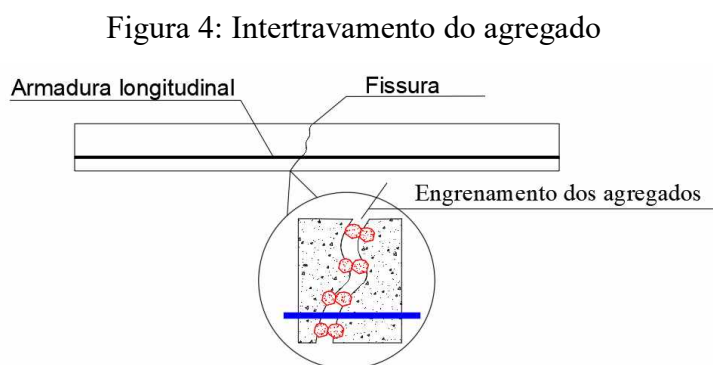 Figura 4: Intertravamento do agregado
Armadura longitudinal
Fissura
Engrenamento dos agregados